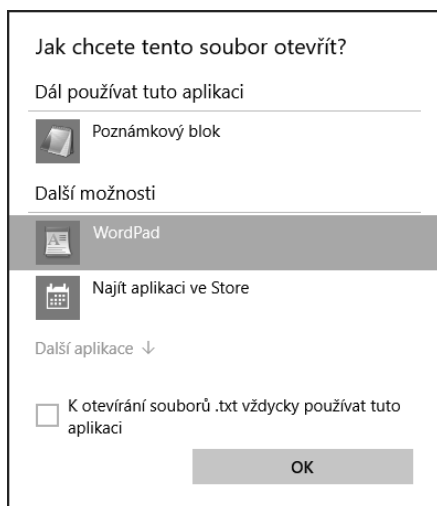 Jak chcete tento soubor otevřít?
Dál používat tuto aplikaci
Poznámkový blok
Další možnosti
WordPad
Najít aplikaci ve Store
Další aplikace ↓
K otevírání souborů .txt vždycky používat tuto
aplikaci
OK